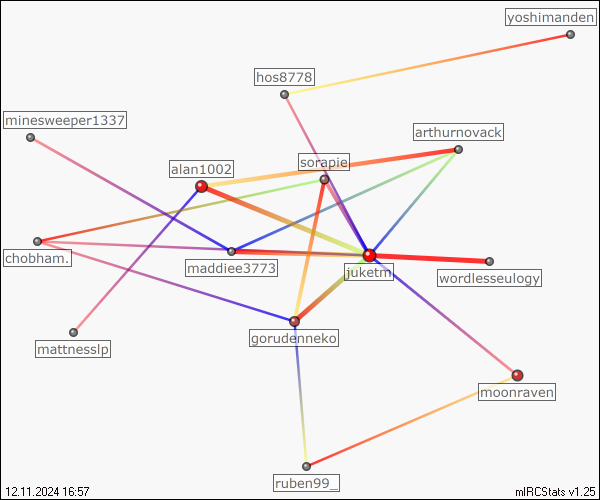 yoshimanden
hos8778
minesweeper1337
arthurnovack
sorapie
alan1002
chobham.
maddiee3773
juketm
wordlesseulogy
gorudenneko
mattnesslp
moonraven
ruben99_
12.11.2024 16:57
mIRCStats v1.25